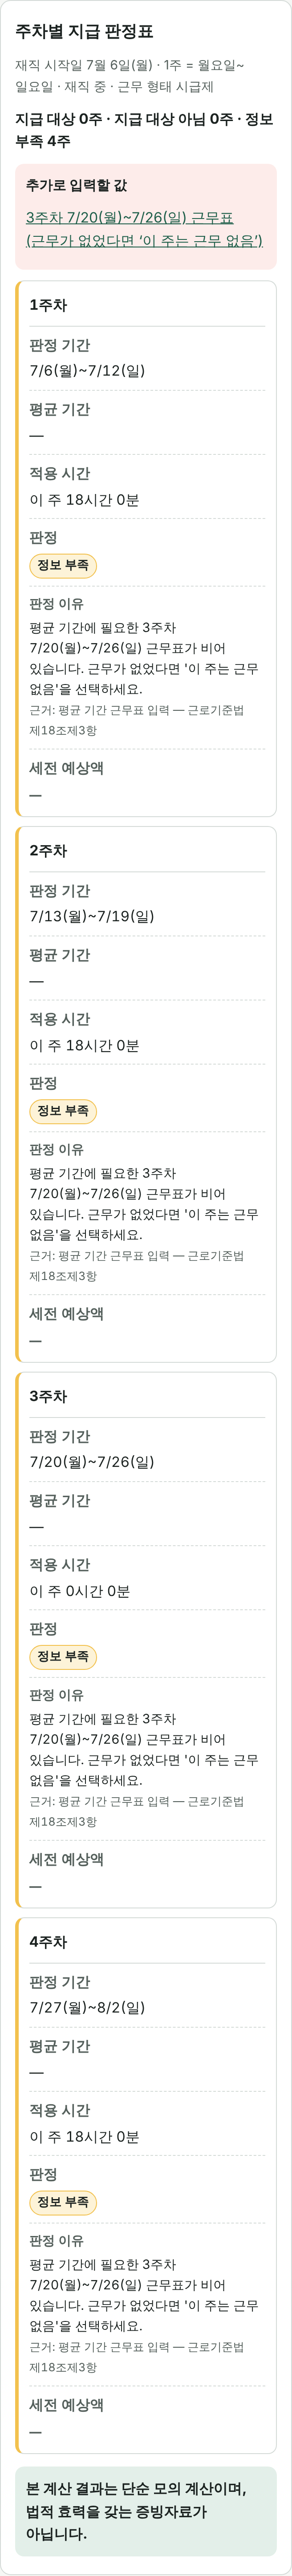 주차별 지급 판정표
재직 시작일 7월 6일(월) · 1주 = 월요일~
일요일 · 재직 중 · 근무 형태 시급제
지급 대상 0주 · 지급 대상 아님 0주 · 정보
부족 4주
추가로 입력할 값
3주차 7/20(월)~7/26(일) 근무표
(근무가 없었다면 ‘이 주는 근무 없음’)
1주차
판정 기간
7/6(월)~7/12(일)
평균 기간
—
적용 시간
이 주 18시간 0분
판정
정보 부족
판정 이유
평균 기간에 필요한 3주차
7/20(월)~7/26(일) 근무표가 비어
있습니다. 근무가 없었다면 '이 주는 근무
없음'을 선택하세요.
근거: 평균 기간 근무표 입력 — 근로기준법
제18조제3항
세전 예상액
—
2주차
판정 기간
7/13(월)~7/19(일)
평균 기간
—
적용 시간
이 주 18시간 0분
판정
정보 부족
판정 이유
평균 기간에 필요한 3주차
7/20(월)~7/26(일) 근무표가 비어
있습니다. 근무가 없었다면 '이 주는 근무
없음'을 선택하세요.
근거: 평균 기간 근무표 입력 — 근로기준법
제18조제3항
세전 예상액
—
3주차
판정 기간
7/20(월)~7/26(일)
평균 기간
—
적용 시간
이 주 0시간 0분
판정
정보 부족
판정 이유
평균 기간에 필요한 3주차
7/20(월)~7/26(일) 근무표가 비어
있습니다. 근무가 없었다면 '이 주는 근무
없음'을 선택하세요.
근거: 평균 기간 근무표 입력 — 근로기준법
제18조제3항
세전 예상액
—
4주차
판정 기간
7/27(월)~8/2(일)
평균 기간
—
적용 시간
이 주 18시간 0분
판정
정보 부족
판정 이유
평균 기간에 필요한 3주차
7/20(월)~7/26(일) 근무표가 비어
있습니다. 근무가 없었다면 '이 주는 근무
없음'을 선택하세요.
근거: 평균 기간 근무표 입력 — 근로기준법
제18조제3항
세전 예상액
—
본 계산 결과는 단순 모의 계산이며,
법적 효력을 갖는 증빙자료가
아닙니다.